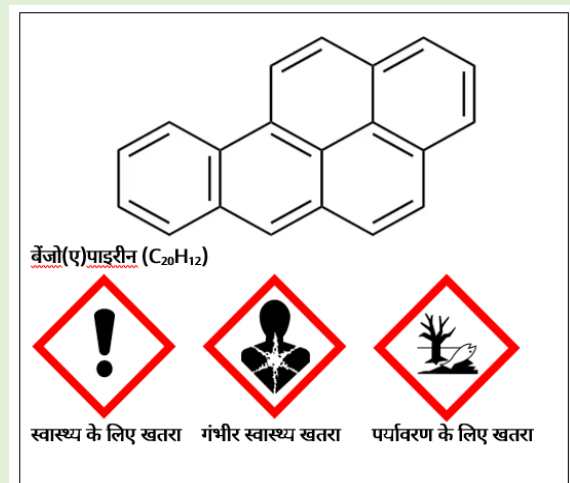 बेंजो(ए)पाइरीन (C₂₀H₁₂)
स्वास्थ्य के लिए खतरा गंभीर स्वास्थ्य खतरा पर्यावरण के लिए खतरा